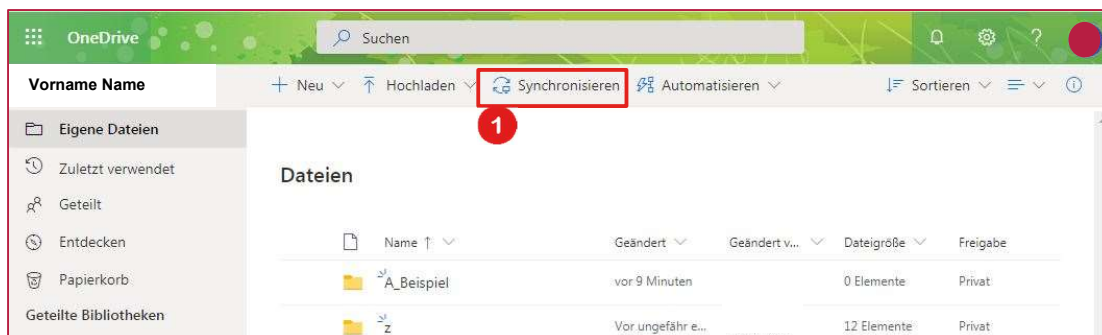 OneDrive
Suchen
?
Vorname Name
+ Neu
Hochladen
Synchronisieren
Automatisieren
Sortieren
1
Eigene Dateien
Zuletzt verwendet
Geteilt
Entdecken
Papierkorb
Geteilte Bibliotheken
Dateien
Name ↑
Geändert
Geändert v...
Dateigröße
Freigabe
A_Beispiel
vor 9 Minuten
0 Elemente
Privat
z
Vor ungefähr e...
12 Elemente
Privat